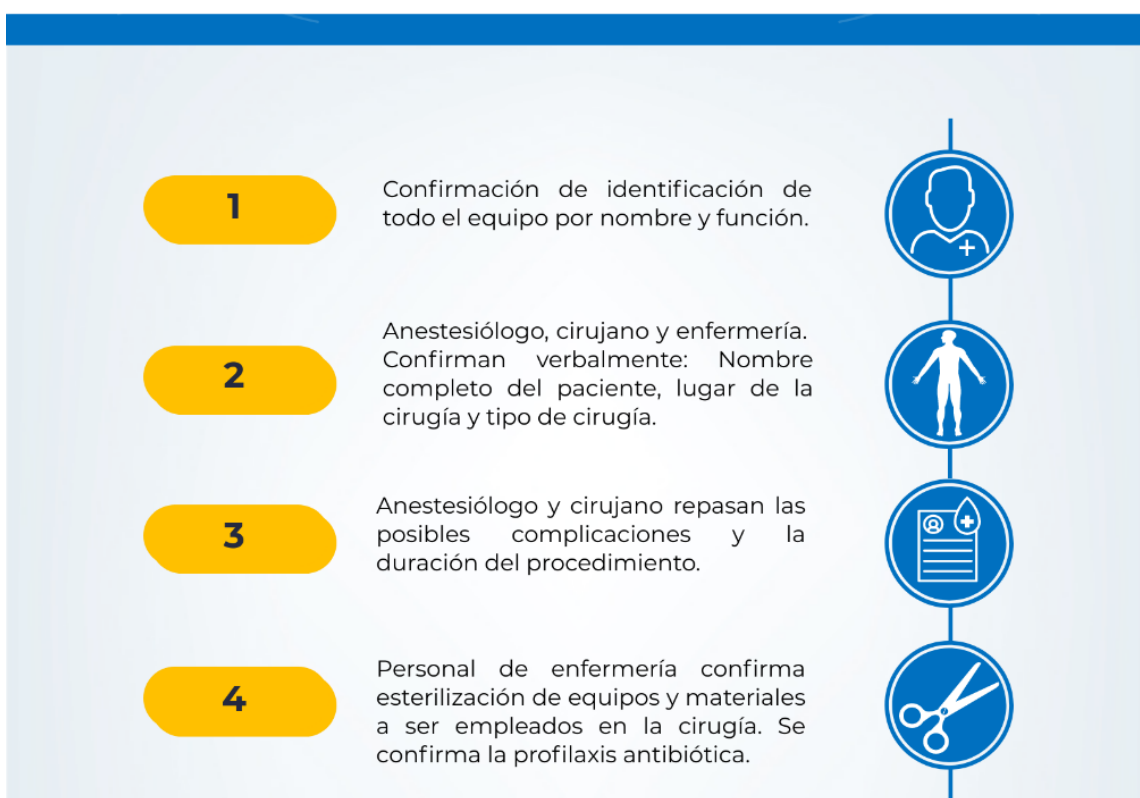 1
Confirmación de identificación de
todo el equipo por nombre y función.
2
Anestesiólogo, cirujano y enfermería.
Confirman verbalmente: Nombre
completo del paciente, lugar de la
cirugía y tipo de cirugía.
3
Anestesiólogo y cirujano repasan las
posibles complicaciones y la
duración del procedimiento.
4
Personal de enfermería confirma
esterilización de equipos y materiales
a ser empleados en la cirugía. Se
confirma la profilaxis antibiótica.